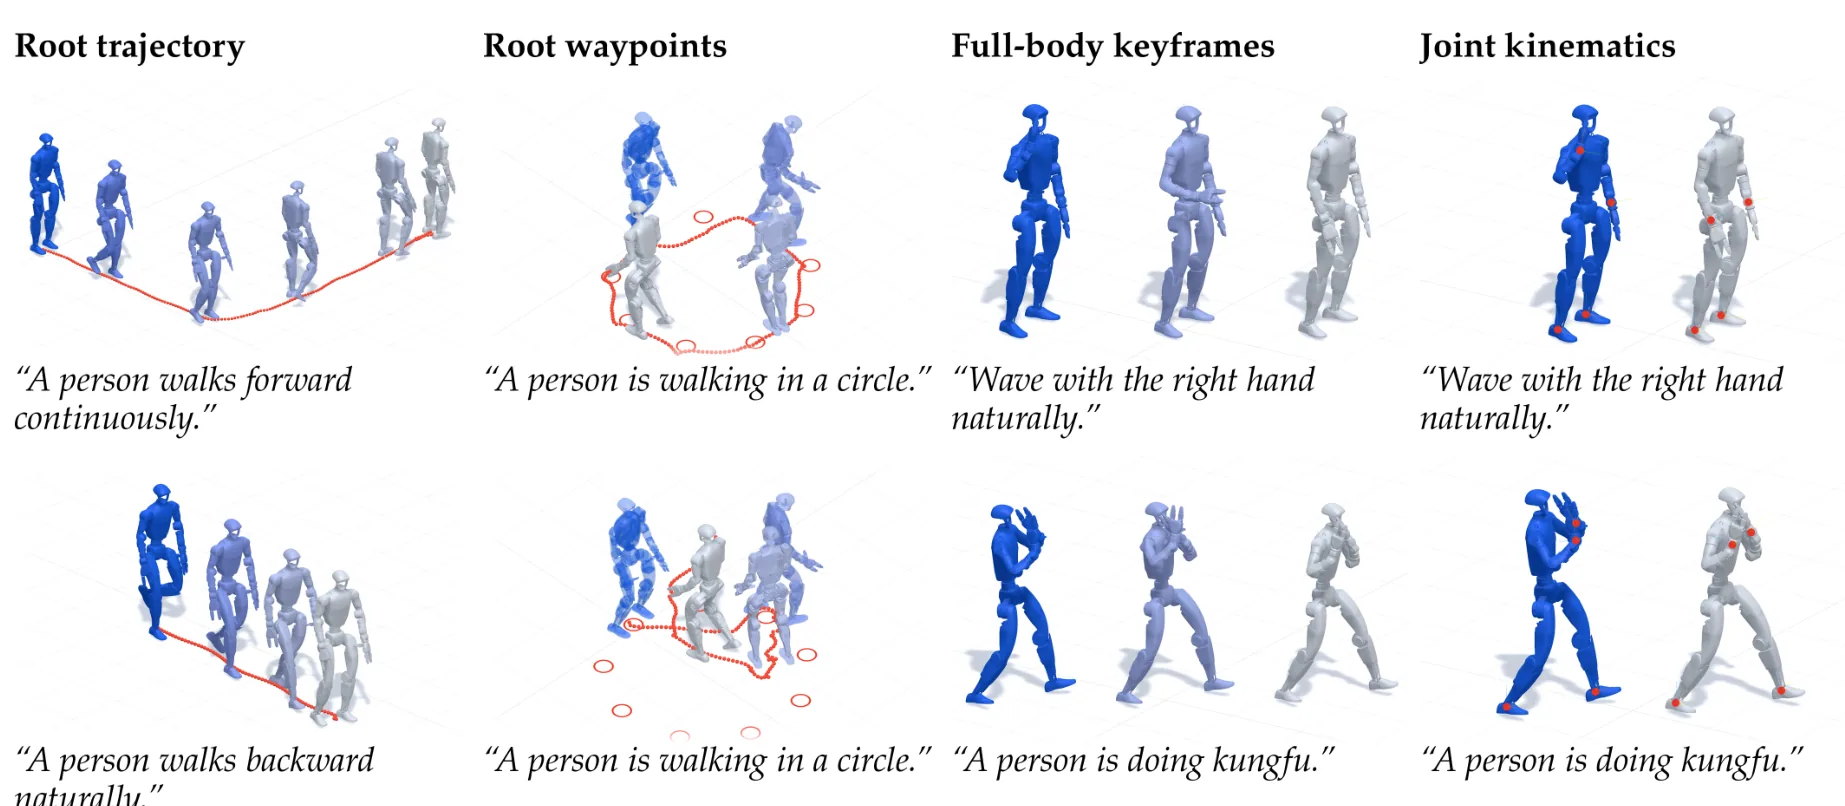 Root trajectory
Root waypoints
Full-body keyframes
Joint kinematics
“A person walks forward
continuously.”
“A person is walking in a circle.”
“Wave with the right hand
naturally.”
“Wave with the right hand
naturally.”
“A person walks backward
naturally.”
“A person is walking in a circle.”
“A person is doing kungfu.”
“A person is doing kungfu.”